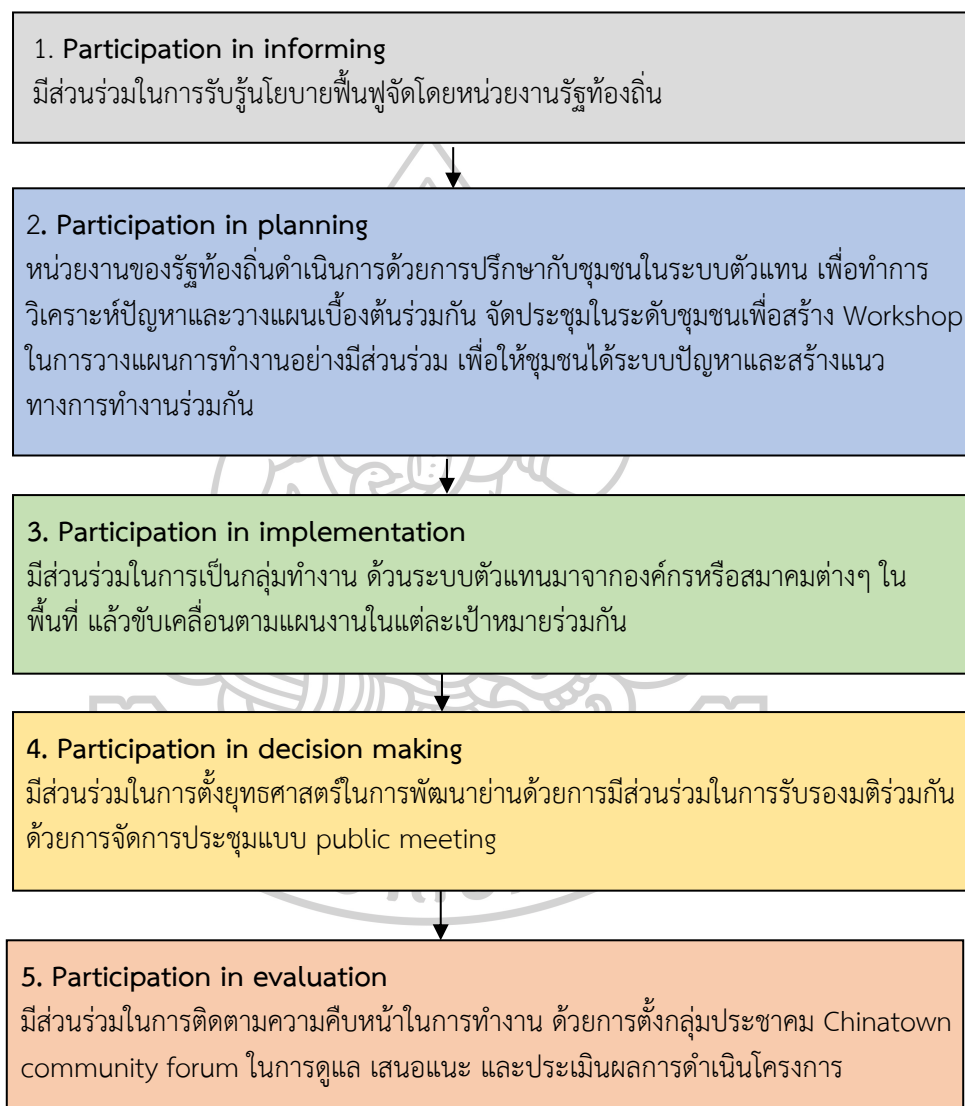 1. Participation in informing
มีส่วนร่วมในการรับรู้นโยบายฟื้นฟูจัดโดยหน่วยงานรัฐท้องถิ่น
2. Participation in planning
หน่วยงานของรัฐท้องถิ่นดำเนินการด้วยการปรึกษากับชุมชนในระบบตัวแทน เพื่อทำการ
วิเคราะห์ปัญหาและวางแผนเบื้องต้นร่วมกัน จัดประชุมในระดับชุมชนเพื่อสร้าง Workshop
ในการวางแผนการทำงานอย่างมีส่วนร่วม เพื่อให้ชุมชนได้ระบบปัญหาและสร้างแนว
ทางการทำงานร่วมกัน
3. Participation in implementation
มีส่วนร่วมในการเป็นกลุ่มทำงาน ด้วนระบบตัวแทนมาจากองค์กรหรือสมาคมต่างๆ ใน
พื้นที่ แล้วขับเคลื่อนตามแผนงานในแต่ละเป้าหมายร่วมกัน
4. Participation in decision making
มีส่วนร่วมในการตั้งยุทธศาสตร์ในการพัฒนาย่านด้วยการมีส่วนร่วมในการรับรองมติร่วมกัน
ด้วยการจัดการประชุมแบบ public meeting
5. Participation in evaluation
มีส่วนร่วมในการติดตามความคืบหน้าในการทำงาน ด้วยการตั้งกลุ่มประชาคม Chinatown
community forum ในการดูแล เสนอแนะ และประเมินผลการดำเนินโครงการ